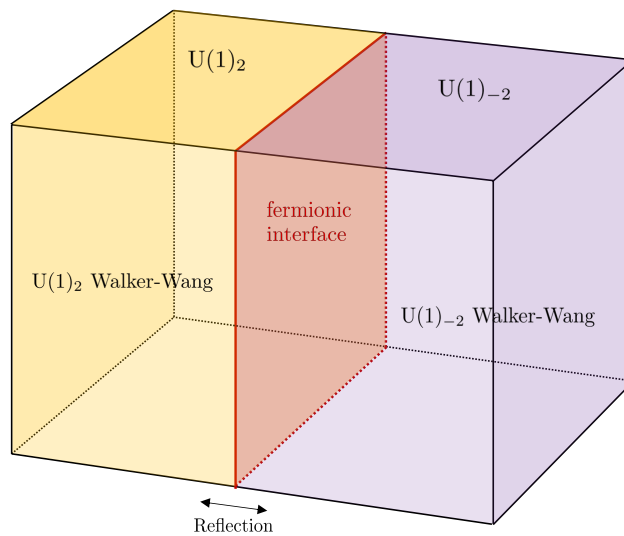 U(1)₂
U(1)₋₂
fermionic
interface
U(1)₂ Walker-Wang
U(1)₋₂ Walker-Wang
Reflection